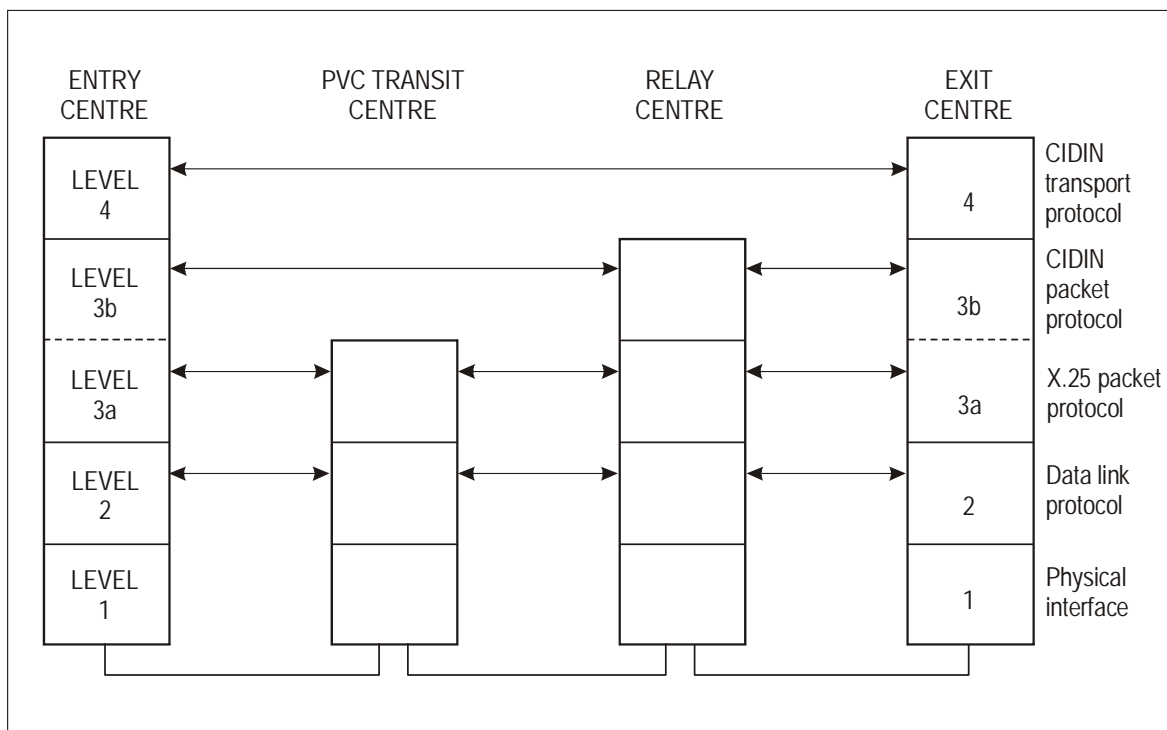 ENTRY
CENTRE
PVC TRANSIT
CENTRE
RELAY
CENTRE
EXIT
CENTRE
LEVEL
4
4
CIDIN
transport
protocol
LEVEL
3b
3b
CIDIN
packet
protocol
LEVEL
3a
3a
X.25 packet
protocol
LEVEL
2
2
Data link
protocol
LEVEL
1
1
Physical
interface